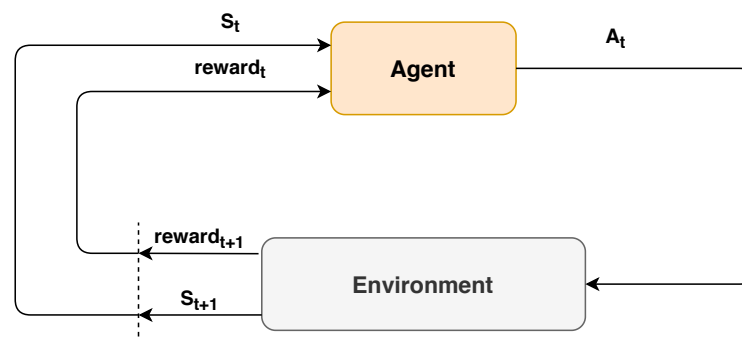 Sₜ
Aₜ
rewardₜ
Agent
rewardₜ₊₁
Environment
Sₜ₊₁